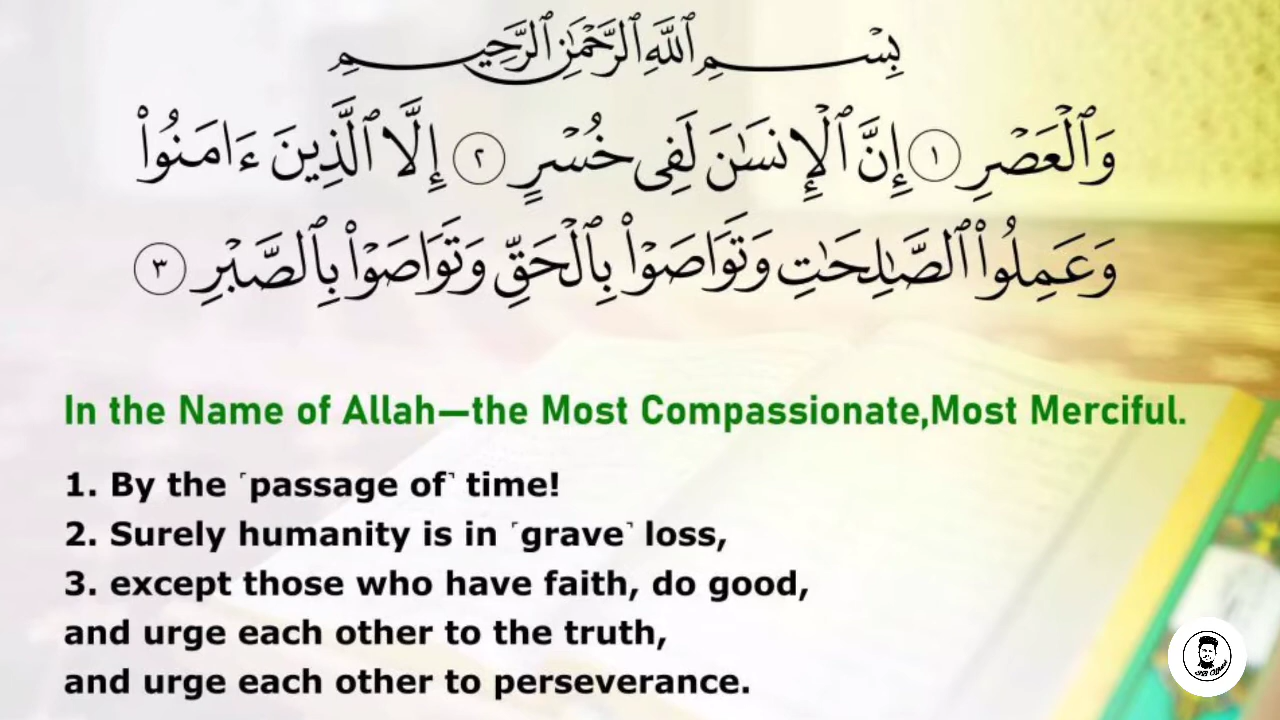 بِسْمِ ٱللَّهِ ٱلرَّحْمَٰنِ ٱلرَّحِيمِ
وَٱلْعَصْرِ ١ إِنَّ ٱلْإِنسَٰنَ لَفِى خُسْرٍ ٢ إِلَّا ٱلَّذِينَ ءَامَنُوا۟
وَعَمِلُوا۟ ٱلصَّٰلِحَٰتِ وَتَوَاصَوْا۟ بِٱلْحَقِّ وَتَوَاصَوْا۟ بِٱلصَّبْرِ ٣
In the Name of Allah—the Most Compassionate,Most Merciful.
1. By the ˹passage of˺ time!
2. Surely humanity is in ˹grave˺ loss,
3. except those who have faith, do good,
and urge each other to the truth,
and urge each other to perseverance.